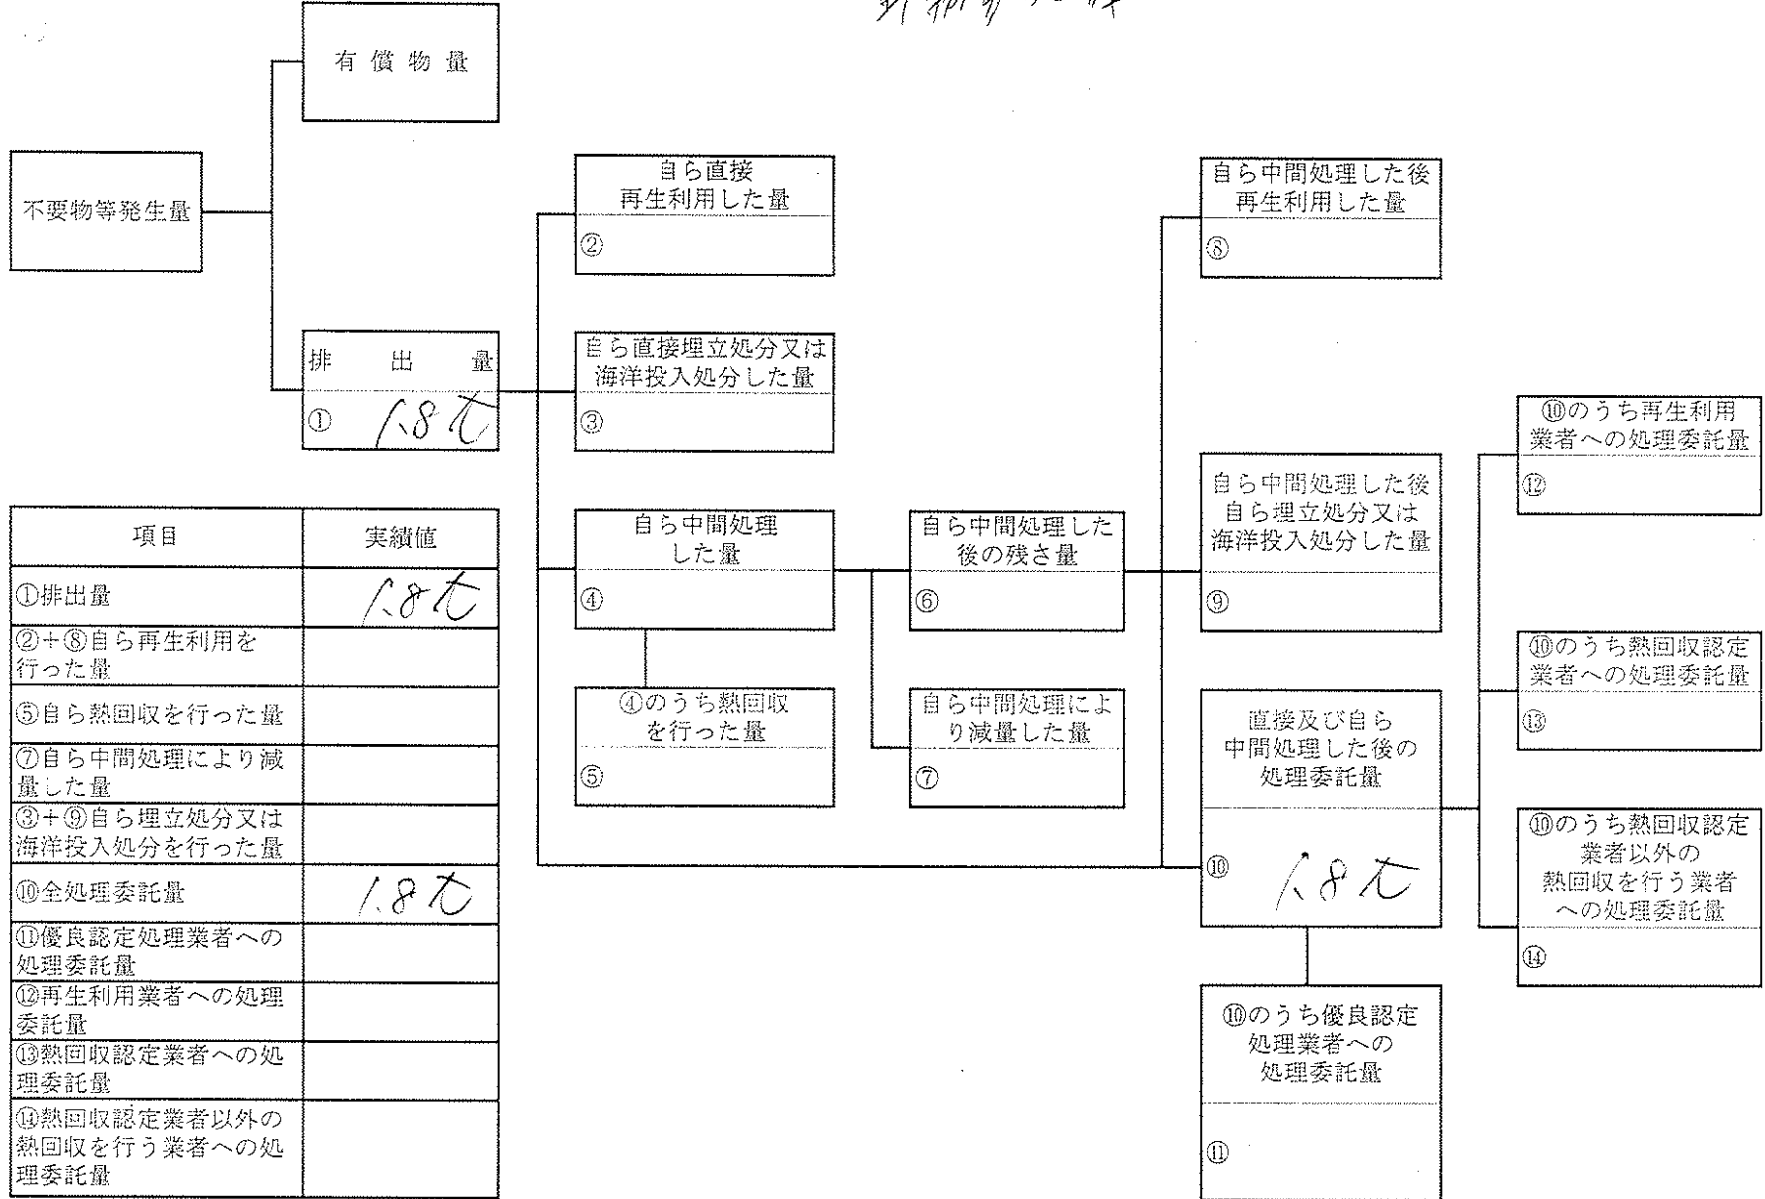 有償物量
不要物等発生量
排出量
① 1.8t
自ら直接
再生利用した量
②
自ら直接埋立処分又は
海洋投入処分した量
③
自ら中間処理
した量
④
④のうち熱回収
を行った量
⑤
自ら中間処理した
後の残さ量
⑥
自ら中間処理によ
り減量した量
⑦
自ら中間処理した後
再生利用した量
⑧
自ら中間処理した後
自ら埋立処分又は
海洋投入処分した量
⑨
直接及び自ら
中間処理した後の
処理委託量
⑩ 1.8t
⑩のうち優良認定
処理業者への
処理委託量
⑪
⑩のうち再生利用
業者への処理委託量
⑫
⑩のうち熱回収認定
業者への処理委託量
⑬
⑩のうち熱回収認定
業者以外の
熱回収を行う業者
への処理委託量
⑭
項目 実績値
①排出量 1.8t
②+⑧自ら再生利用を
行った量
⑤自ら熱回収を行った量
⑦自ら中間処理により減
量した量
③+⑨自ら埋立処分又は
海洋投入処分を行った量
⑩全処理委託量 1.8t
⑪優良認定処理業者への
処理委託量
⑫再生利用業者への処理
委託量
⑬熱回収認定業者への処
理委託量
⑭熱回収認定業者以外の
熱回収を行う業者への処
理委託量